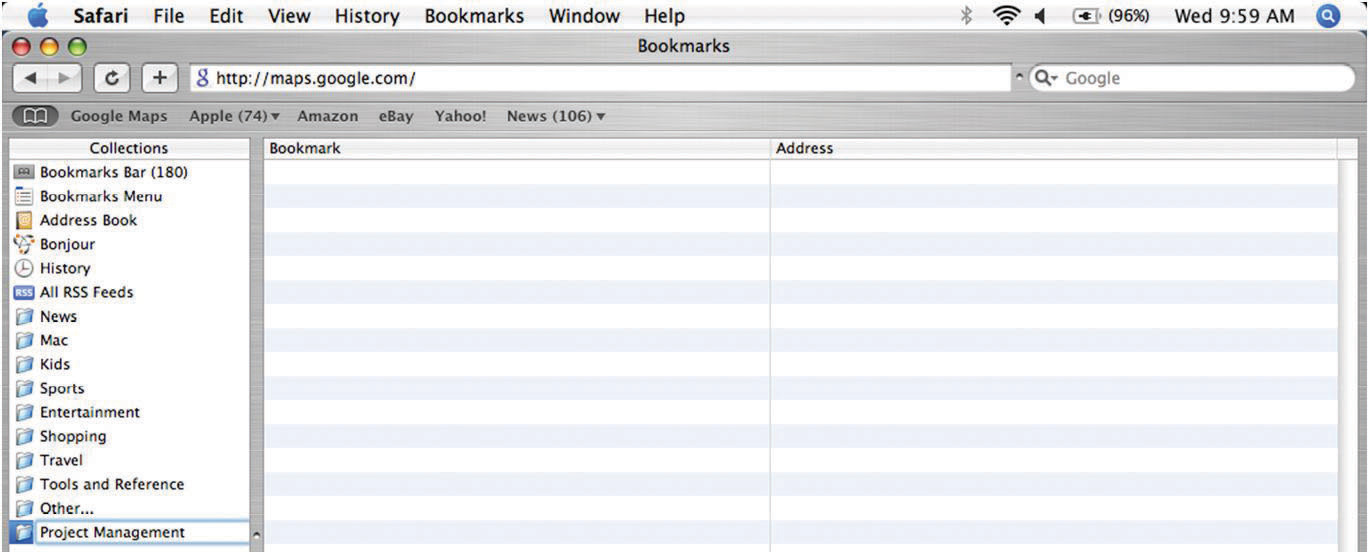 Safari File Edit View History Bookmarks Window Help (96%) Wed 9:59 AM
Bookmarks
http://maps.google.com/ Google
Google Maps Apple (74) Amazon eBay Yahoo! News (106)
Collections Bookmark Address
Bookmarks Bar (180)
Bookmarks Menu
Address Book
Bonjour
History
RSS All RSS Feeds
News
Mac
Kids
Sports
Entertainment
Shopping
Travel
Tools and Reference
Other...
Project Management